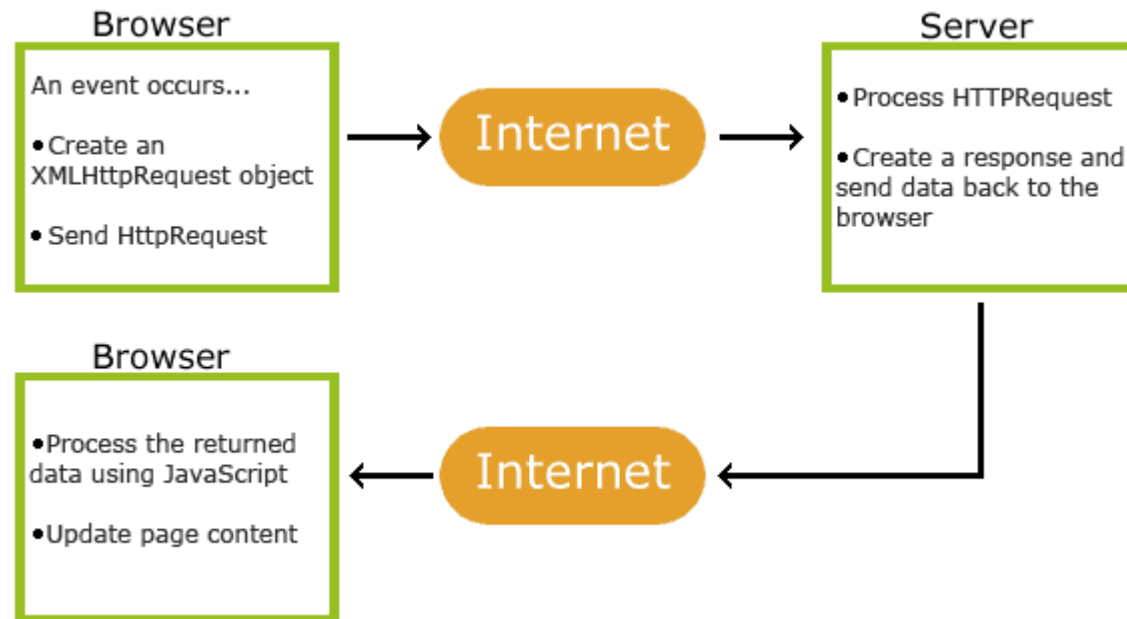 Browser
An event occurs...
•Create an
XMLHttpRequest object
• Send HttpRequest
Internet
Server
•Process HTTPRequest
•Create a response and
send data back to the
browser
Browser
•Process the returned
data using JavaScript
•Update page content
Internet